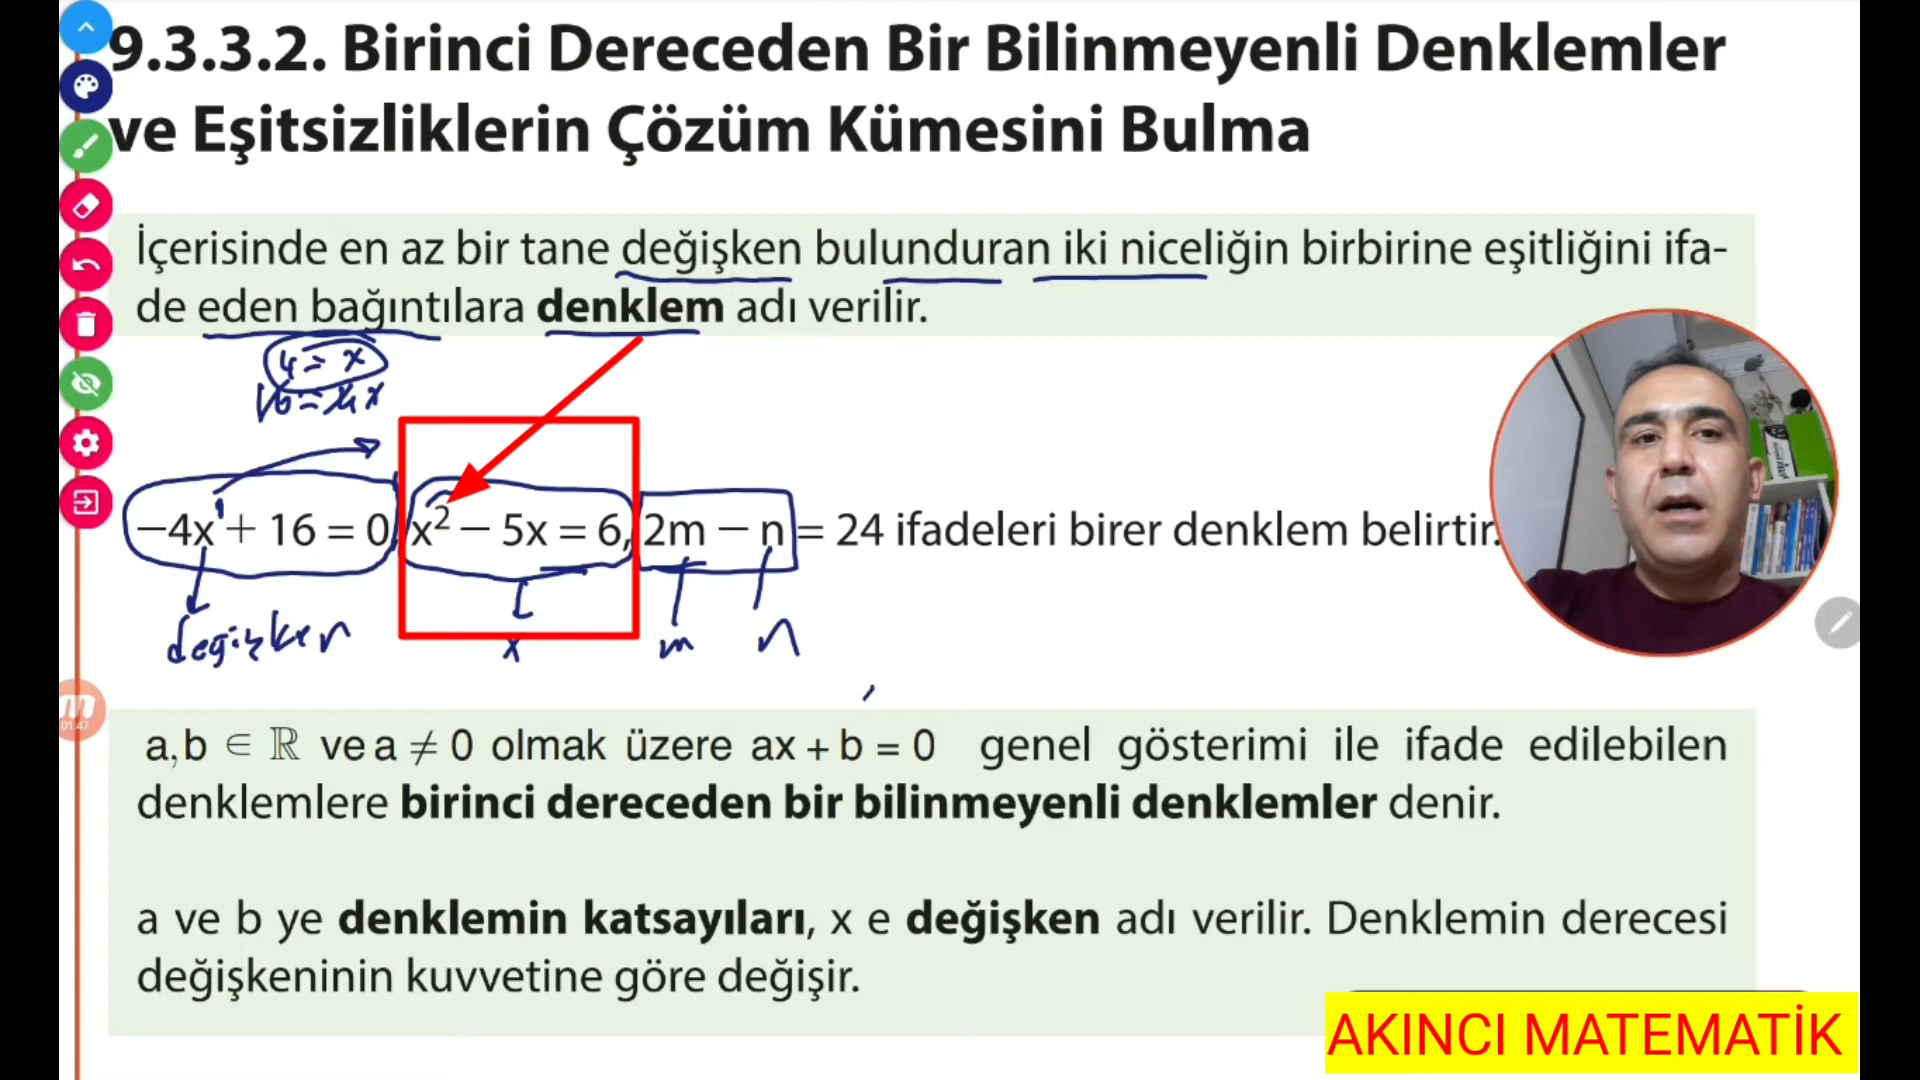 9.3.3.2. Birinci Dereceden Bir Bilinmeyenli Denklemler
ve Eşitsizliklerin Çözüm Kümesini Bulma
İçerisinde en az bir tane değişken bulunduran iki niceliğin birbirine eşitliğini ifa-
de eden bağıntılara denklem adı verilir.
4 = x
16 = 4x
−4x + 16 = 0, x² − 5x = 6, 2m − n = 24 ifadeleri birer denklem belirtir.
değişken x m n
a, b ∈ ℝ ve a ≠ 0 olmak üzere ax + b = 0 genel gösterimi ile ifade edilebilen
denklemlere birinci dereceden bir bilinmeyenli denklemler denir.
a ve b ye denklemin katsayıları, x e değişken adı verilir. Denklemin derecesi
değişkeninin kuvvetine göre değişir.
01:47
AKINCI MATEMATİK